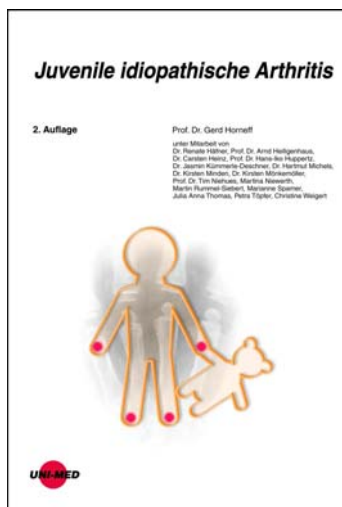 Juvenile idiopathische Arthritis
2. Auflage
Prof. Dr. Gerd Horneff
unter Mitarbeit von
Dr. Renate Häfner, Prof. Dr. Arnd Heiligenhaus,
Dr. Carsten Heinz, Prof. Dr. Hans-Iko Huppertz,
Dr. Jasmin Kümmerle-Deschner, Dr. Hartmut Michels,
Dr. Kirsten Minden, Dr. Kirsten Mönkemöller,
Prof. Dr. Tim Niehues, Martina Niewerth,
Martin Rummel-Siebert, Marianne Spamer,
Julia Anna Thomas, Petra Töpfer, Christine Weigert
UNI-MED